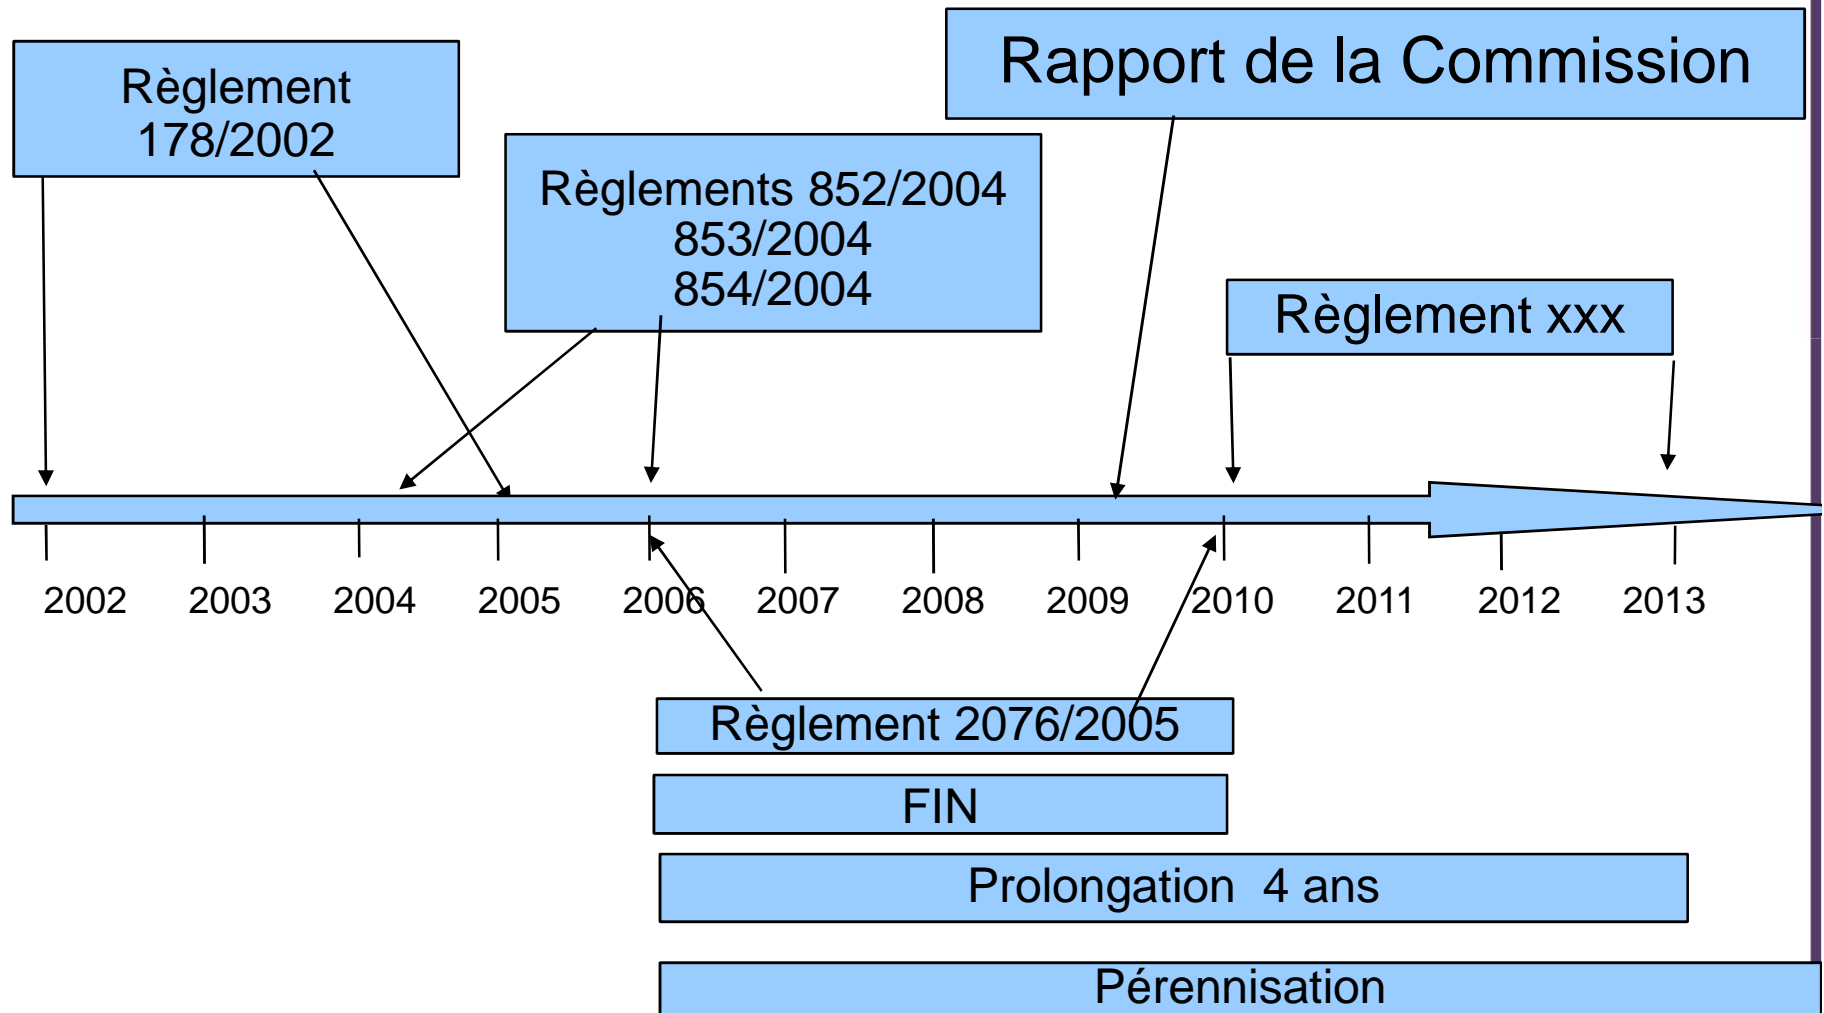 Rapport de la Commission
Règlement
178/2002
Règlements 852/2004
853/2004
854/2004
Règlement xxx
2002 2003 2004 2005 2006 2007 2008 2009 2010 2011 2012 2013
Règlement 2076/2005
FIN
Prolongation 4 ans
Pérennisation